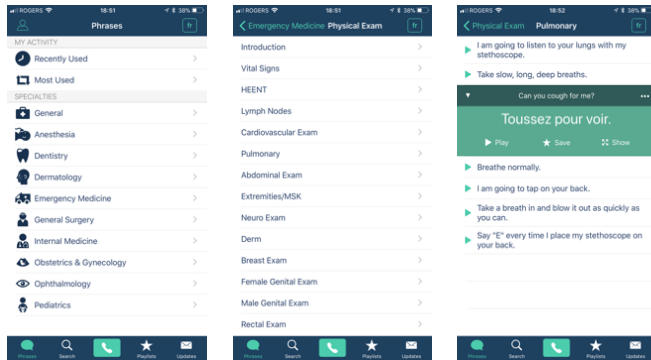 ROGERS 18:51 38%
Phrases fr
MY ACTIVITY
Recently Used
Most Used
SPECIALTIES
General
Anesthesia
Dentistry
Dermatology
Emergency Medicine
General Surgery
Internal Medicine
Obstetrics & Gynecology
Ophthalmology
Pediatrics
Phrases Search Playlists Updates
ROGERS 18:51 38%
Emergency Medicine Physical Exam fr
Introduction
Vital Signs
HEENT
Lymph Nodes
Cardiovascular Exam
Pulmonary
Abdominal Exam
Extremities/MSK
Neuro Exam
Derm
Breast Exam
Female Genital Exam
Male Genital Exam
Rectal Exam
Phrases Search Playlists Updates
ROGERS 18:52 38%
Physical Exam Pulmonary fr
I am going to listen to your lungs with my
stethoscope.
Take slow, long, deep breaths.
Can you cough for me?
Toussez pour voir.
Play Save Show
Breathe normally.
I am going to tap on your back.
Take a breath in and blow it out as quickly as
you can.
Say "E" every time I place my stethoscope on
your back.
Phrases Search Playlists Updates